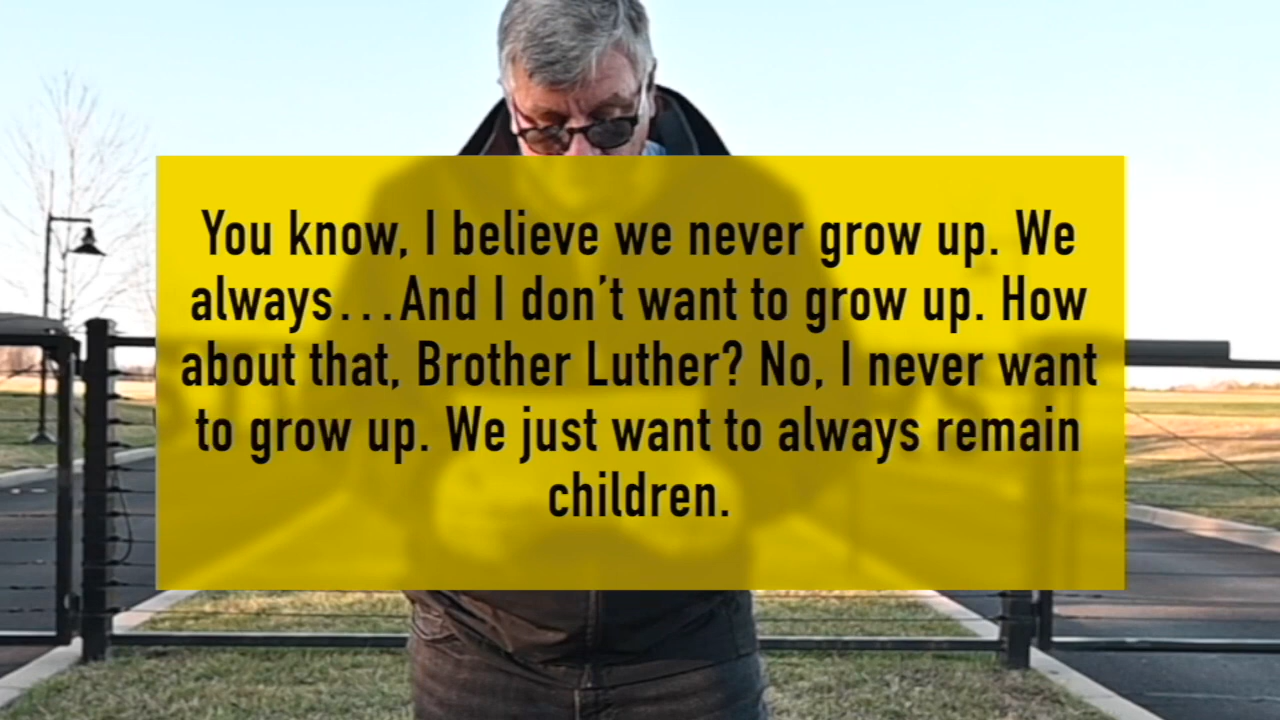 You know, I believe we never grow up. We
always...And I don’t want to grow up. How
about that, Brother Luther? No, I never want
to grow up. We just want to always remain
children.